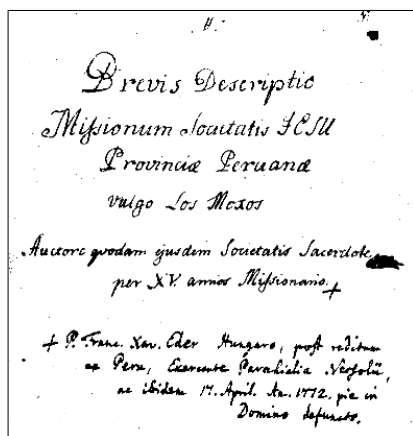 Brevis Descriptio
Missionum Societatis JESU
Provinciæ Peruanæ
vulgo Los Moxos
Auctore quodam ejusdem Societatis Sacerdote
per XV. annos Missionario. +
+ P. Franc. Xav. Eder Hungaro, post reditum
ex Peru, Exercente Parochialia Neosolii,
ac ibidem 17. April. An. 1772. pie in
Domino defuncto.